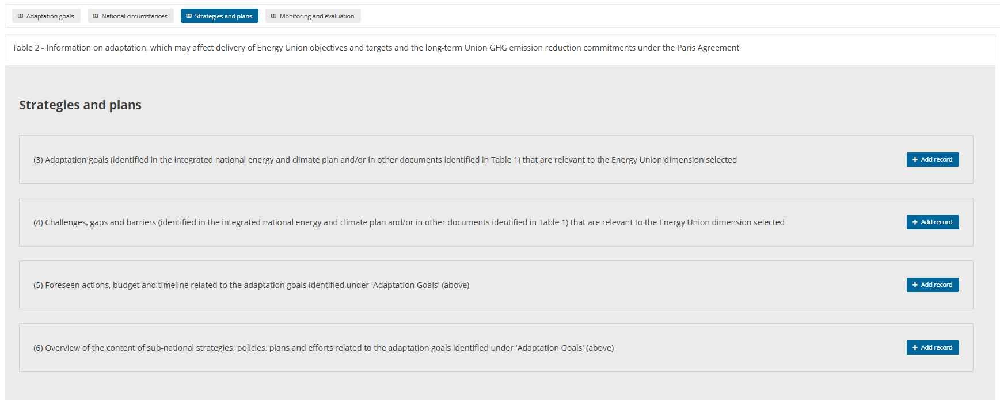 Adaptation goals
National circumstances
Strategies and plans
Monitoring and evaluation
Table 2 - Information on adaptation, which may affect delivery of Energy Union objectives and targets and the long-term Union GHG emission reduction commitments under the Paris Agreement
Strategies and plans
(3) Adaptation goals (identified in the integrated national energy and climate plan and/or in other documents identified in Table 1) that are relevant to the Energy Union dimension selected
Add record
(4) Challenges, gaps and barriers (identified in the integrated national energy and climate plan and/or in other documents identified in Table 1) that are relevant to the Energy Union dimension selected
Add record
(5) Foreseen actions, budget and timeline related to the adaptation goals identified under 'Adaptation Goals' (above)
Add record
(6) Overview of the content of sub-national strategies, policies, plans and efforts related to the adaptation goals identified under 'Adaptation Goals' (above)
Add record